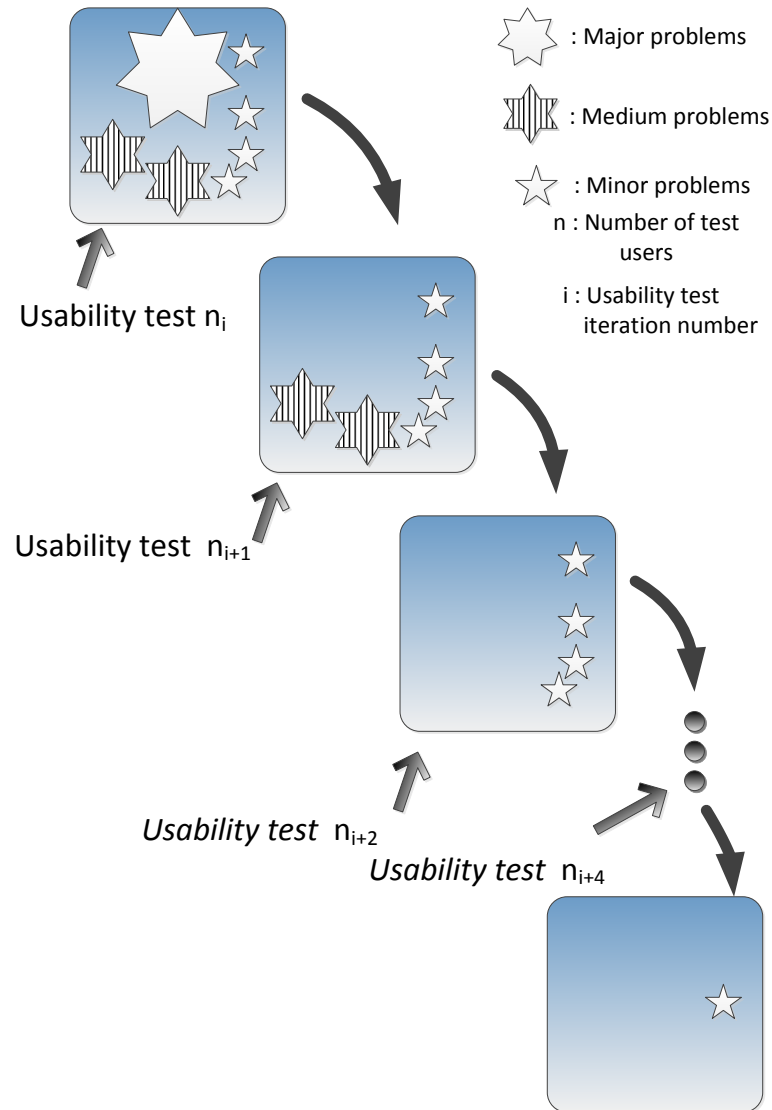 : Major problems
: Medium problems
: Minor problems
n : Number of test
users
i : Usability test
iteration number
Usability test nᵢ
Usability test nᵢ₊₁
Usability test nᵢ₊₂
Usability test nᵢ₊₄